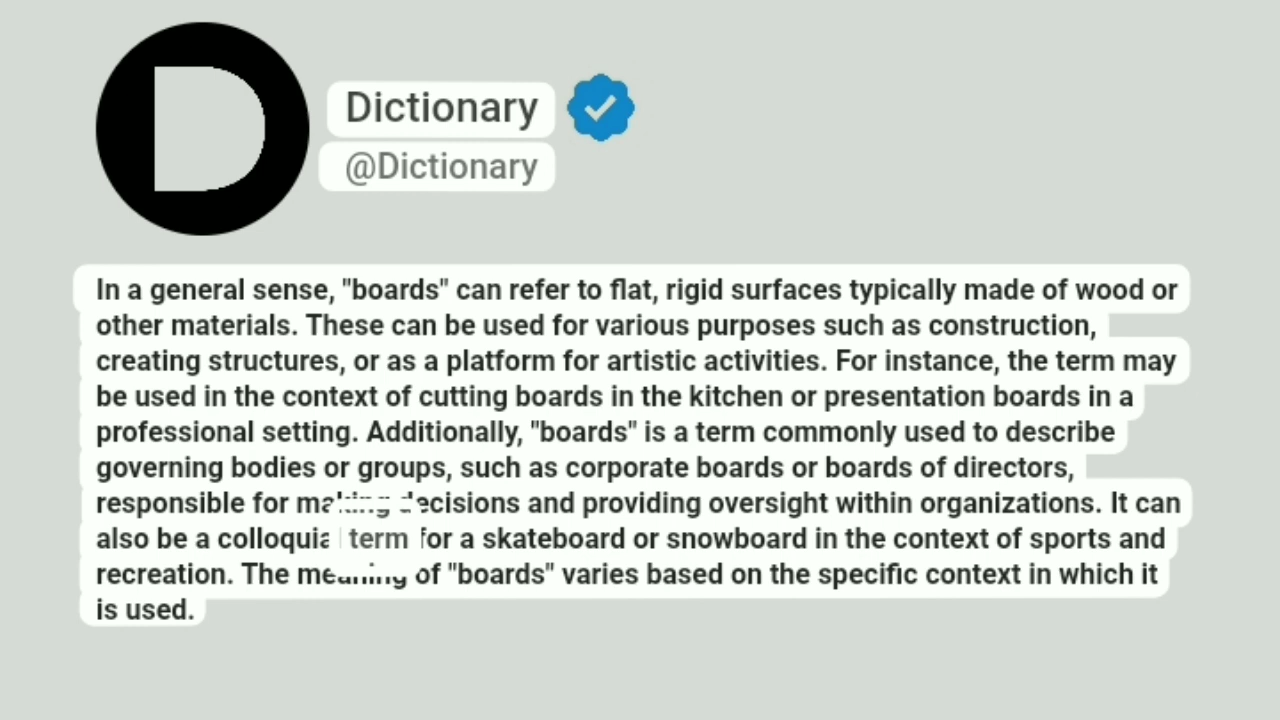 D
Dictionary
@Dictionary
In a general sense, "boards" can refer to flat, rigid surfaces typically made of wood or
other materials. These can be used for various purposes such as construction,
creating structures, or as a platform for artistic activities. For instance, the term may
be used in the context of cutting boards in the kitchen or presentation boards in a
professional setting. Additionally, "boards" is a term commonly used to describe
governing bodies or groups, such as corporate boards or boards of directors,
responsible for making decisions and providing oversight within organizations. It can
also be a colloquial term for a skateboard or snowboard in the context of sports and
recreation. The meaning of "boards" varies based on the specific context in which it
is used.